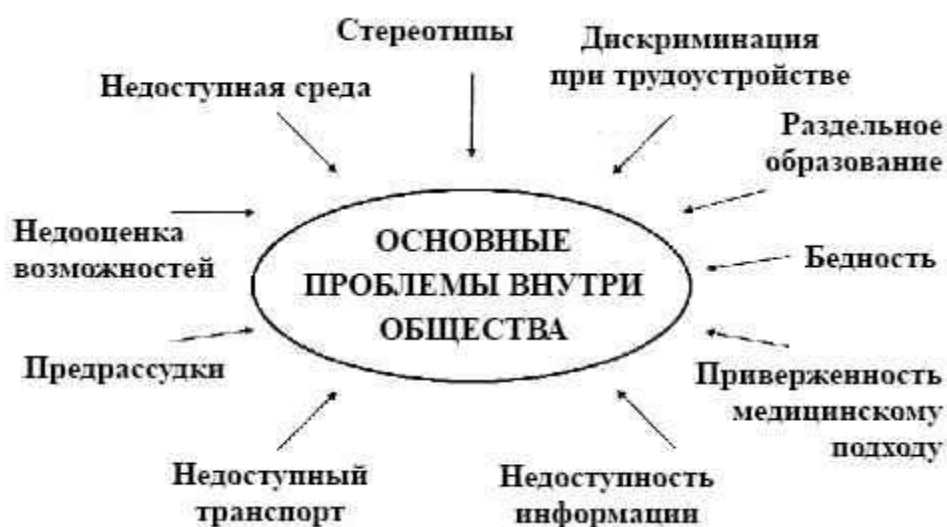 Стереотипы
Дискриминация
при трудоустройстве
Недоступная среда
Раздельное
образование
Недооценка
возможностей
ОСНОВНЫЕ
ПРОБЛЕМЫ ВНУТРИ
ОБЩЕСТВА
Бедность
Предрассудки
Приверженность
медицинскому
подходу
Недоступный
транспорт
Недоступность
информации